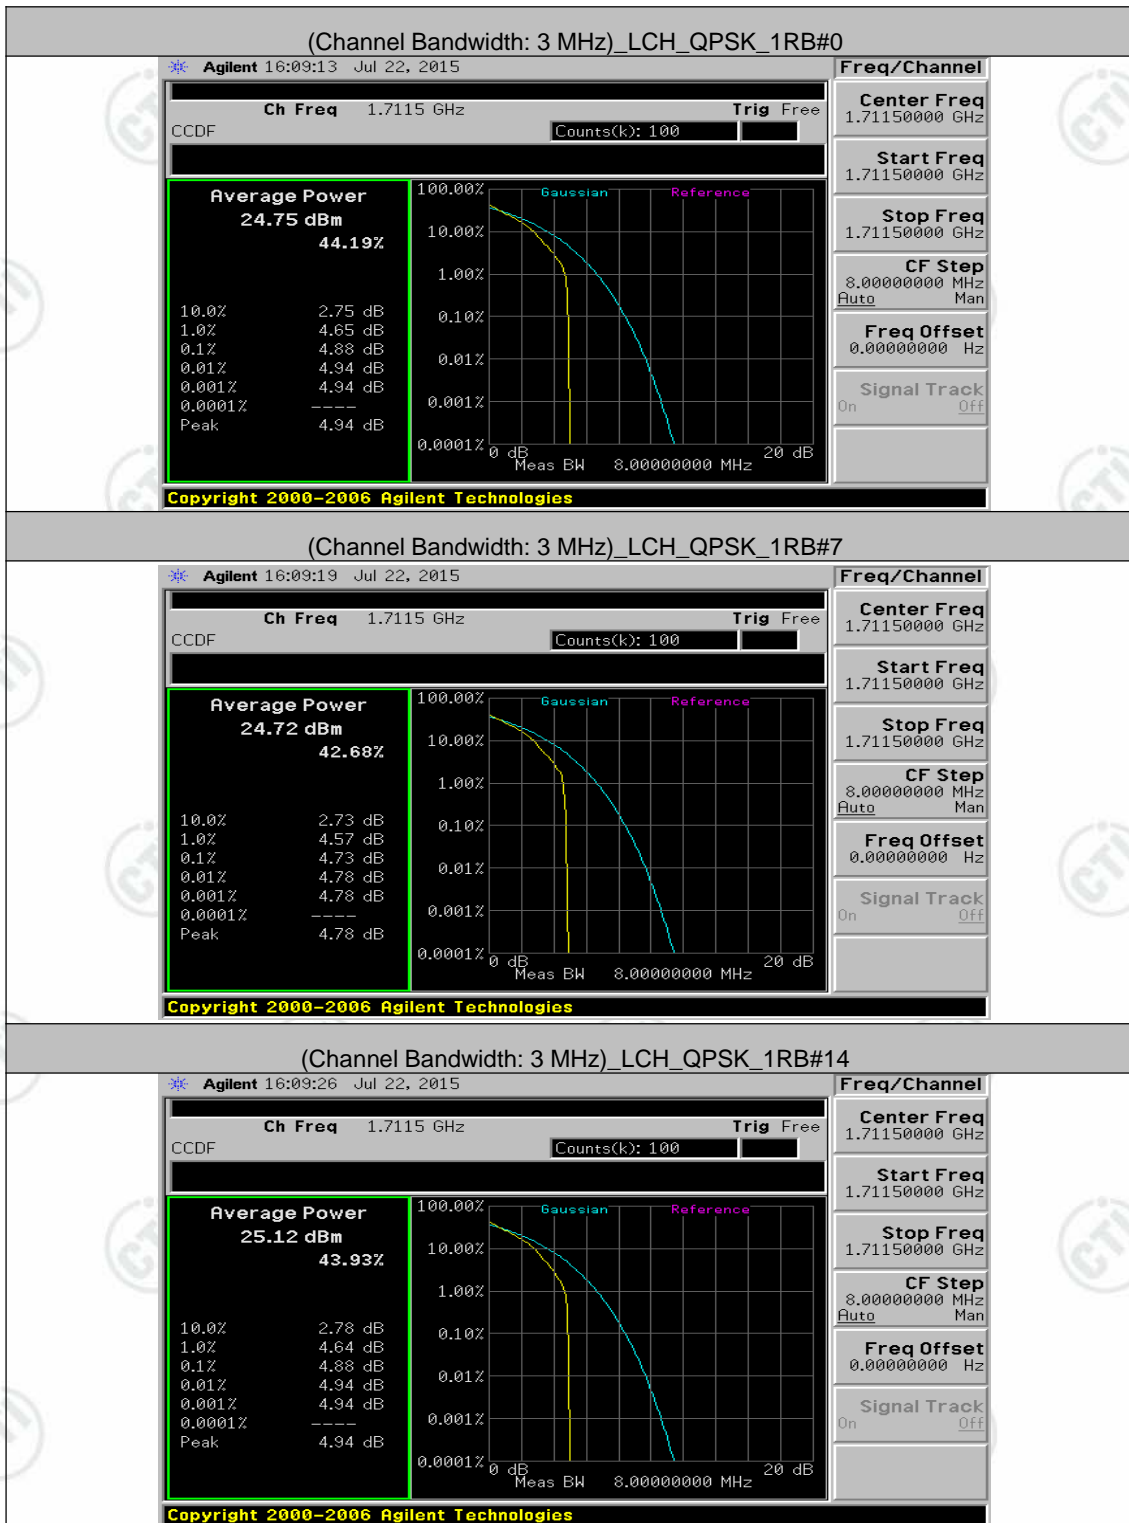 (Channel Bandwidth: 3 MHz)_LCH_QPSK_1RB#0
Agilent 16:09:13 Jul 22, 2015
Freq/Channel
Ch Freq 1.7115 GHz Trig Free
CCDF Counts(k): 100
Average Power
24.75 dBm
44.19%
10.0% 2.75 dB
1.0% 4.65 dB
0.1% 4.88 dB
0.01% 4.94 dB
0.001% 4.94 dB
0.0001% ----
Peak 4.94 dB
Gaussian Reference
100.00%
10.00%
1.00%
0.10%
0.01%
0.001%
0.0001%
0 dB 20 dB
Meas BW 8.00000000 MHz
Center Freq
1.71150000 GHz
Start Freq
1.71150000 GHz
Stop Freq
1.71150000 GHz
CF Step
8.00000000 MHz
Auto Man
Freq Offset
0.00000000 Hz
Signal Track
On Off
Copyright 2000-2006 Agilent Technologies
(Channel Bandwidth: 3 MHz)_LCH_QPSK_1RB#7
Agilent 16:09:19 Jul 22, 2015
Freq/Channel
Ch Freq 1.7115 GHz Trig Free
CCDF Counts(k): 100
Average Power
24.72 dBm
42.68%
10.0% 2.73 dB
1.0% 4.57 dB
0.1% 4.73 dB
0.01% 4.78 dB
0.001% 4.78 dB
0.0001% ----
Peak 4.78 dB
Gaussian Reference
100.00%
10.00%
1.00%
0.10%
0.01%
0.001%
0.0001%
0 dB 20 dB
Meas BW 8.00000000 MHz
Center Freq
1.71150000 GHz
Start Freq
1.71150000 GHz
Stop Freq
1.71150000 GHz
CF Step
8.00000000 MHz
Auto Man
Freq Offset
0.00000000 Hz
Signal Track
On Off
Copyright 2000-2006 Agilent Technologies
(Channel Bandwidth: 3 MHz)_LCH_QPSK_1RB#14
Agilent 16:09:26 Jul 22, 2015
Freq/Channel
Ch Freq 1.7115 GHz Trig Free
CCDF Counts(k): 100
Average Power
25.12 dBm
43.93%
10.0% 2.78 dB
1.0% 4.64 dB
0.1% 4.88 dB
0.01% 4.94 dB
0.001% 4.94 dB
0.0001% ----
Peak 4.94 dB
Gaussian Reference
100.00%
10.00%
1.00%
0.10%
0.01%
0.001%
0.0001%
0 dB 20 dB
Meas BW 8.00000000 MHz
Center Freq
1.71150000 GHz
Start Freq
1.71150000 GHz
Stop Freq
1.71150000 GHz
CF Step
8.00000000 MHz
Auto Man
Freq Offset
0.00000000 Hz
Signal Track
On Off
Copyright 2000-2006 Agilent Technologies